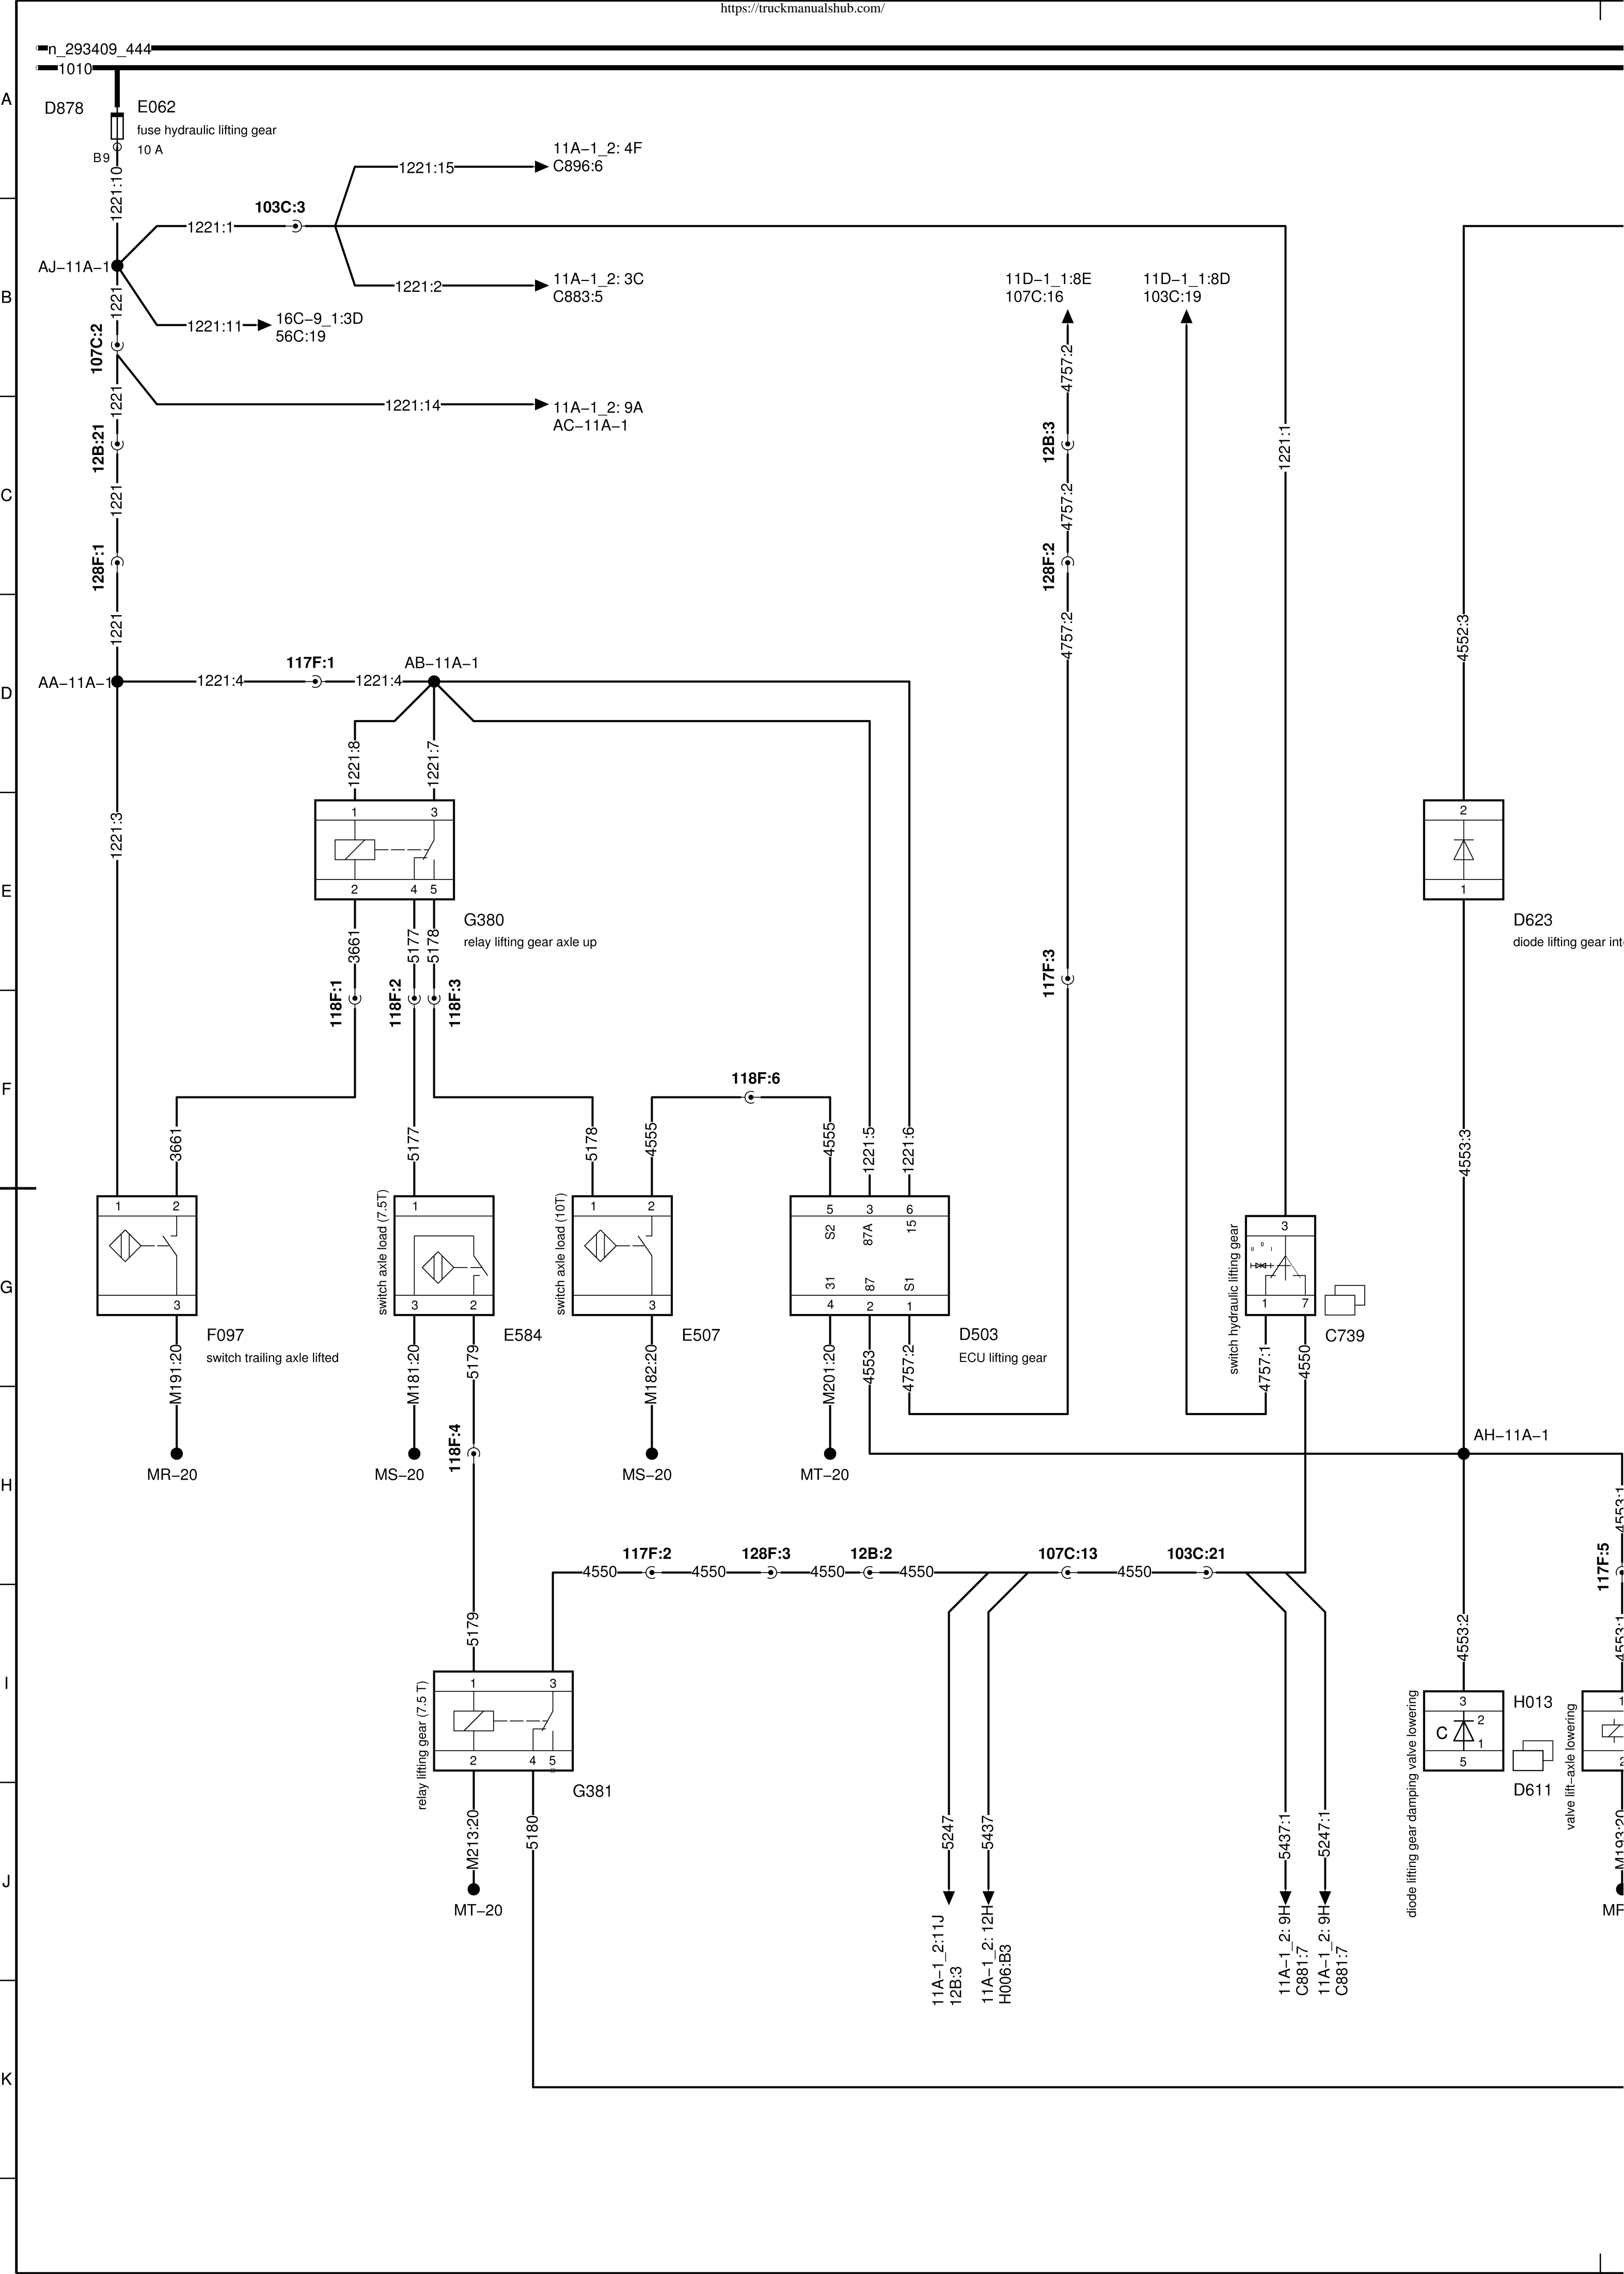 https://truckmanualshub.com/
n_293409_444
1010
A
D878
E062
fuse hydraulic lifting gear
10 A
B9
1221:10
11A-1_2: 4F
C896:6
1221:15
103C:3
1221:1
AJ-11A-1
B
1221
1221:2
11A-1_2: 3C
C883:5
1221:11
16C-9_1:3D
56C:19
11D-1_1:8E
107C:16
11D-1_1:8D
103C:19
107C:2
4757:2
1221
1221:14
11A-1_2: 9A
AC-11A-1
12B:21
12B:3
1221:1
C
1221
4757:2
128F:1
128F:2
1221
4757:2
4552:3
117F:1
AB-11A-1
AA-11A-1
1221:4
1221:4
D
1221:8
1221:7
1221:3
1
3
2
4
5
2
1
E
G380
relay lifting gear axle up
D623
diode lifting gear int
3661
5177
5178
117F:3
118F:1
118F:2
118F:3
F
118F:6
3661
5177
5178
4555
4555
1221:5
1221:6
4553:3
G
1
2
3
F097
switch trailing axle lifted
switch axle load (7.5T)
1
3
2
E584
switch axle load (10T)
1
2
3
E507
5
3
6
S2
87A
15
31
87
S1
4
2
1
D503
ECU lifting gear
switch hydraulic lifting gear
3
II
0
I
1
7
C739
M191:20
M181:20
5179
M182:20
M201:20
4553
4757:2
4757:1
4550
118F:4
AH-11A-1
MR-20
MS-20
MS-20
MT-20
H
4553:1
117F:2
128F:3
12B:2
107C:13
103C:21
117F:5
4550
4550
4550
4550
4550
5179
4553:2
4553:1
I
relay lifting gear (7.5 T)
1
3
2
4
5
G381
diode lifting gear damping valve lowering
3
C
2
1
5
H013
D611
valve lift-axle lowering
1
2
M213:20
5180
5247
5437
5437:1
5247:1
M193:20
J
MT-20
MF
11A-1_2:11J
12B:3
11A-1_2: 12H
H006:B3
11A-1_2: 9H
C881:7
11A-1_2: 9H
C881:7
K